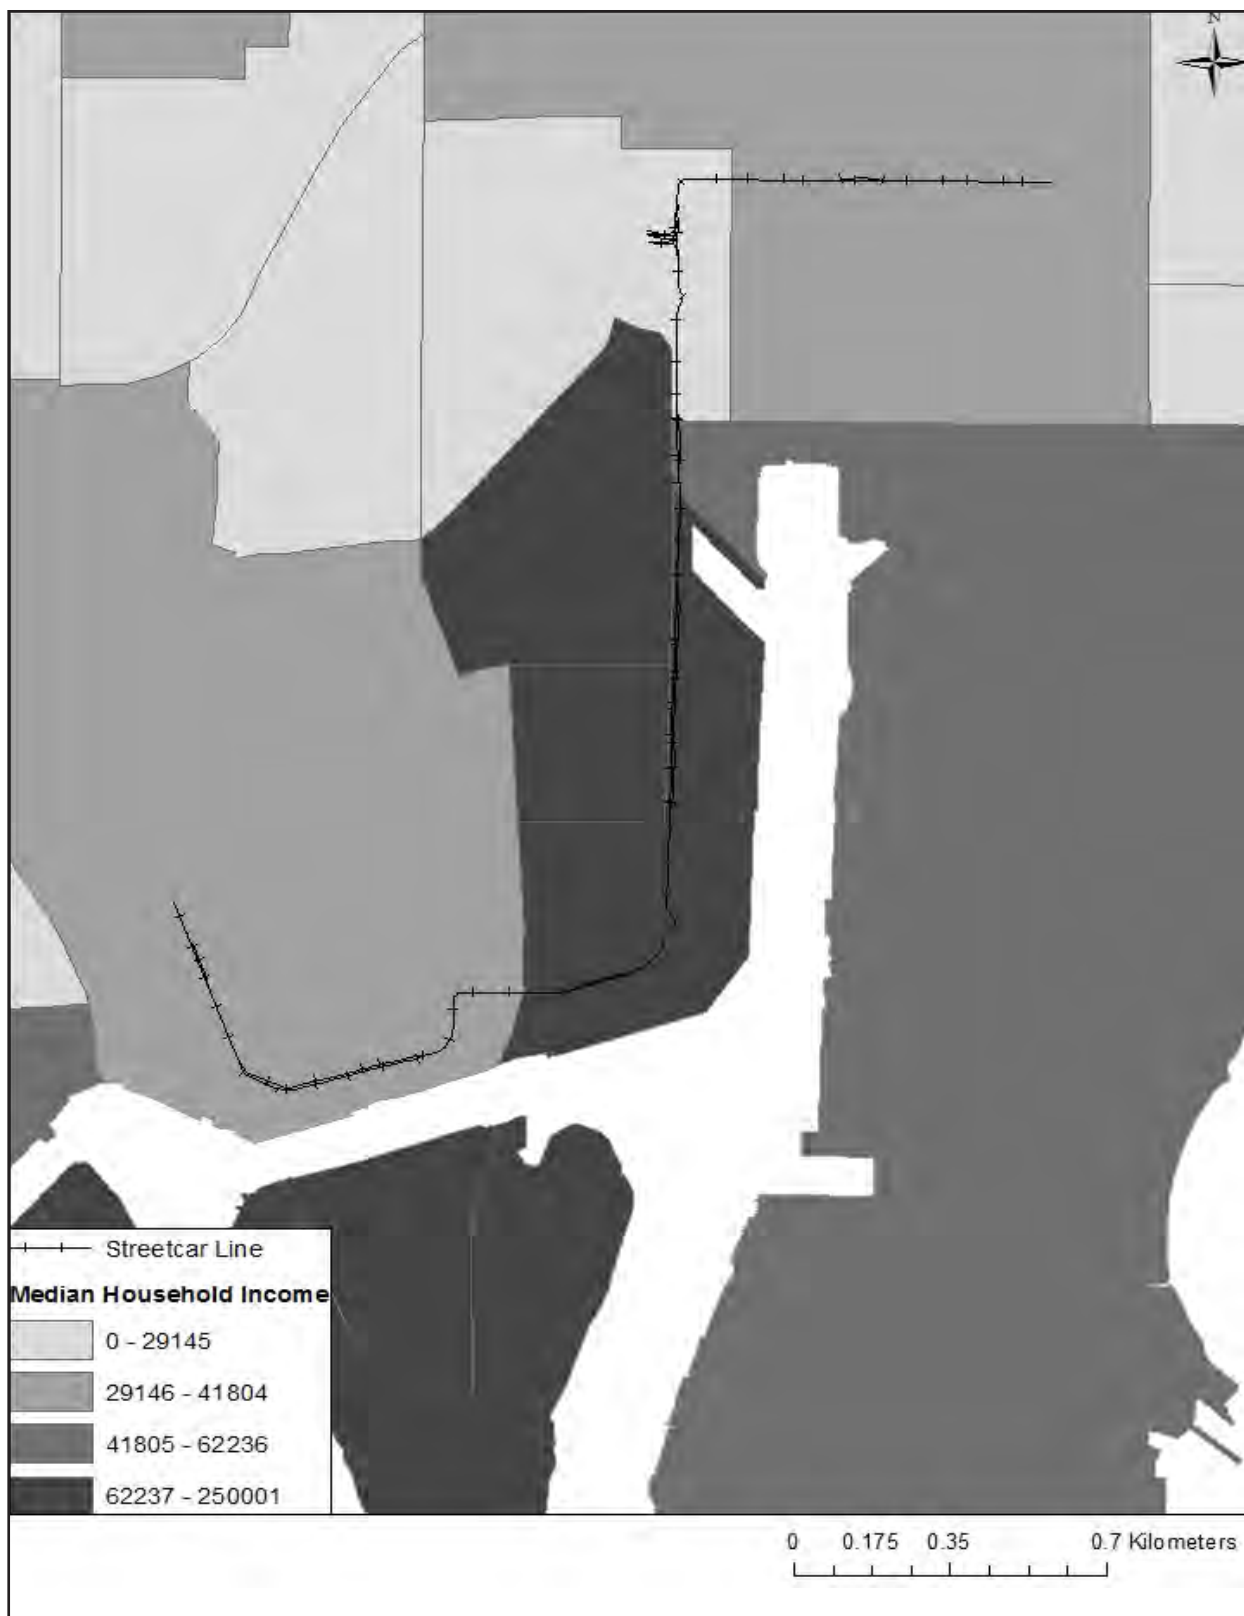 N
Streetcar Line
Median Household Income
0 - 29145
29146 - 41804
41805 - 62236
62237 - 250001
0 0.175 0.35 0.7 Kilometers